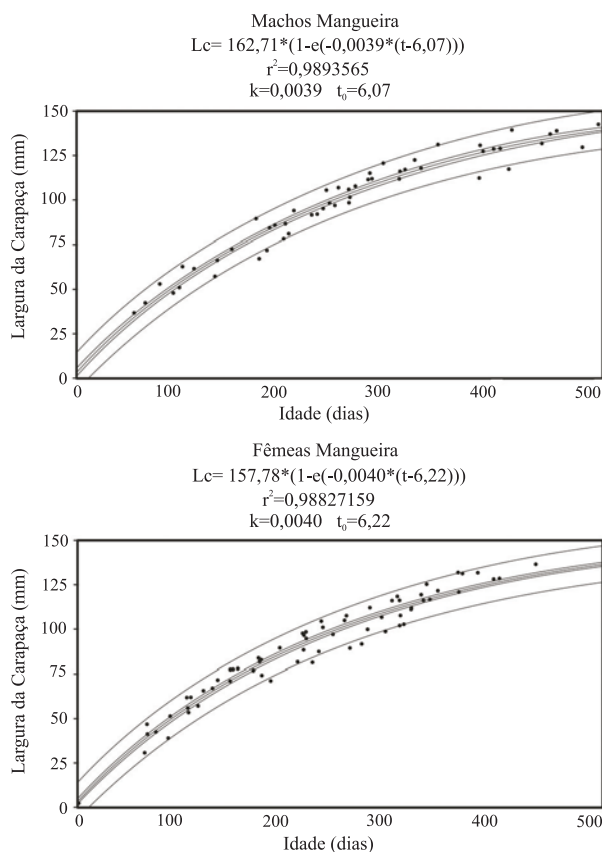 Machos Mangueira
Lc= 162,71*(1-e(-0,0039*(t-6,07)))
r²=0,9893565
k=0,0039 t₀=6,07
Largura da Carapaça (mm)
150
125
100
75
50
25
0
0 100 200 300 400 500
Idade (dias)
Fêmeas Mangueira
Lc= 157,78*(1-e(-0,0040*(t-6,22)))
r²=0,98827159
k=0,0040 t₀=6,22
Largura da Carapaça (mm)
150
125
100
75
50
25
0
0 100 200 300 400 500
Idade (dias)